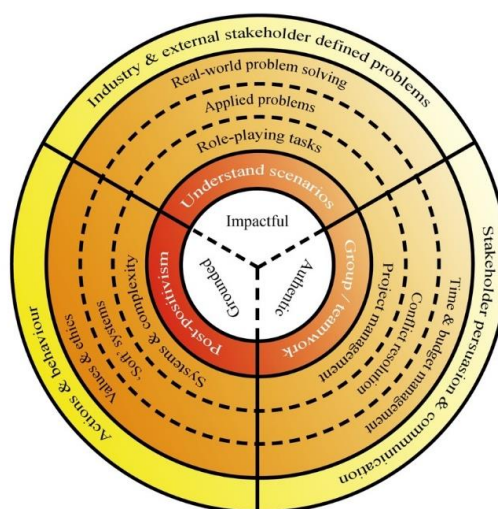 Industry & external stakeholder defined problems
Real-world problem solving
Applied problems
Role-playing tasks
Understand scenarios
Impactful
Grounded
Authentic
Post-positivism
Group / teamwork
Systems & complexity
'Soft' systems
Values & ethics
Actions & behaviour
Project management
Conflict resolution
Time & budget management
Stakeholder persuasion & communication